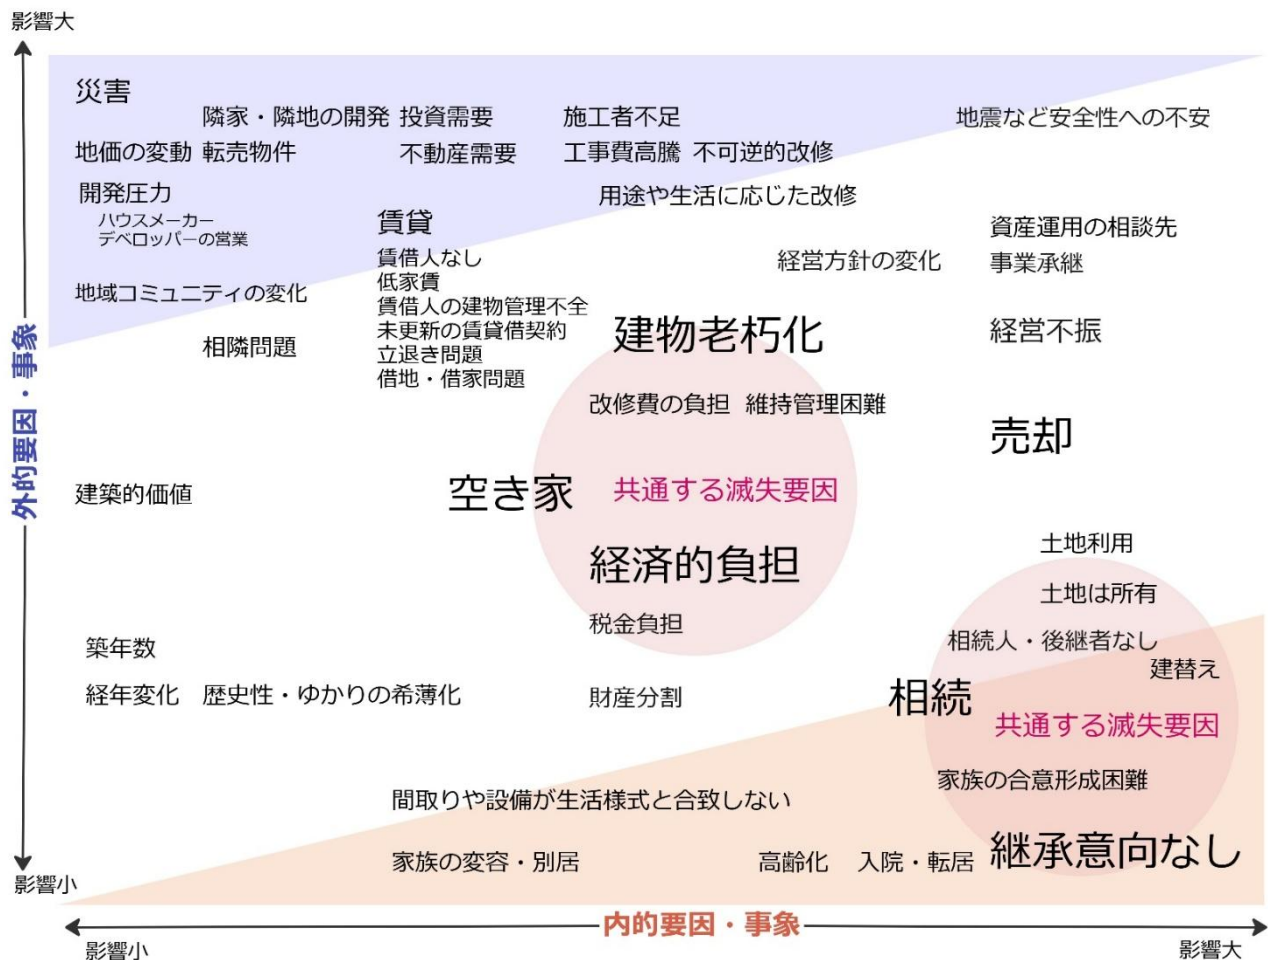 影響大
災害
隣家・隣地の開発 投資需要
施工者不足
地震など安全性への不安
地価の変動 転売物件
不動産需要
工事費高騰 不可逆的改修
開発圧力
ハウスメーカー
デベロッパーの営業
用途や生活に応じた改修
賃貸
賃借人なし
低家賃
賃借人の建物管理不全
未更新の賃貸借契約
立退き問題
借地・借家問題
資産運用の相談先
経営方針の変化
事業承継
地域コミュニティの変化
相隣問題
建物老朽化
経営不振
改修費の負担 維持管理困難
売却
外的要因・事象
建築的価値
空き家
共通する滅失要因
経済的負担
税金負担
土地利用
土地は所有
相続人・後継者なし
建替え
築年数
経年変化 歴史性・ゆかりの希薄化
財産分割
相続
共通する滅失要因
家族の合意形成困難
間取りや設備が生活様式と合致しない
家族の変容・別居
高齢化 入院・転居
継承意向なし
影響小
内的要因・事象
影響小
影響大